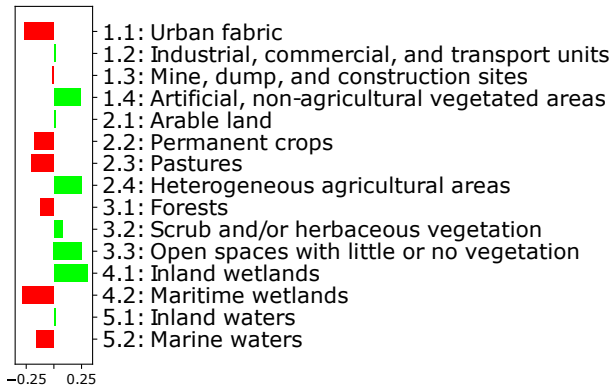 1.1: Urban fabric
1.2: Industrial, commercial, and transport units
1.3: Mine, dump, and construction sites
1.4: Artificial, non-agricultural vegetated areas
2.1: Arable land
2.2: Permanent crops
2.3: Pastures
2.4: Heterogeneous agricultural areas
3.1: Forests
3.2: Scrub and/or herbaceous vegetation
3.3: Open spaces with little or no vegetation
4.1: Inland wetlands
4.2: Maritime wetlands
5.1: Inland waters
5.2: Marine waters
−0.25 0.25